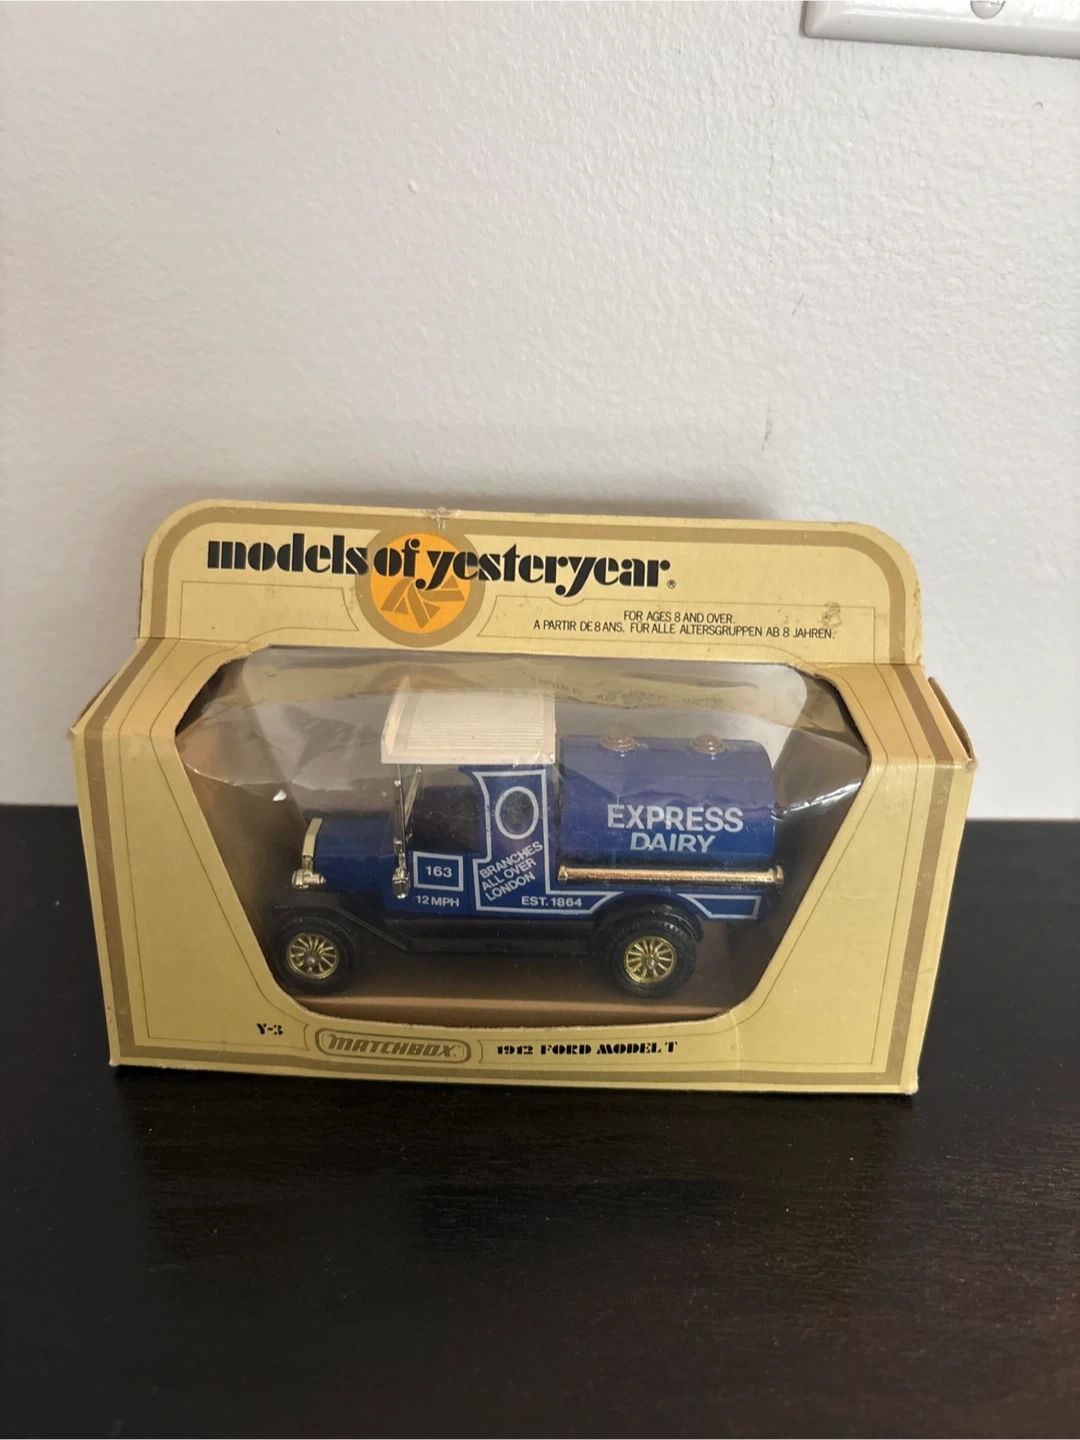 models of yesteryear®
FOR AGES 8 AND OVER.
A PARTIR DE 8 ANS. FÜR ALLE ALTERSGRUPPEN AB 8 JAHREN.
EXPRESS
DAIRY
163
12 MPH
BRANCHES
ALL OVER
LONDON
EST. 1864
Y-3
MATCHBOX
1912 FORD MODEL T